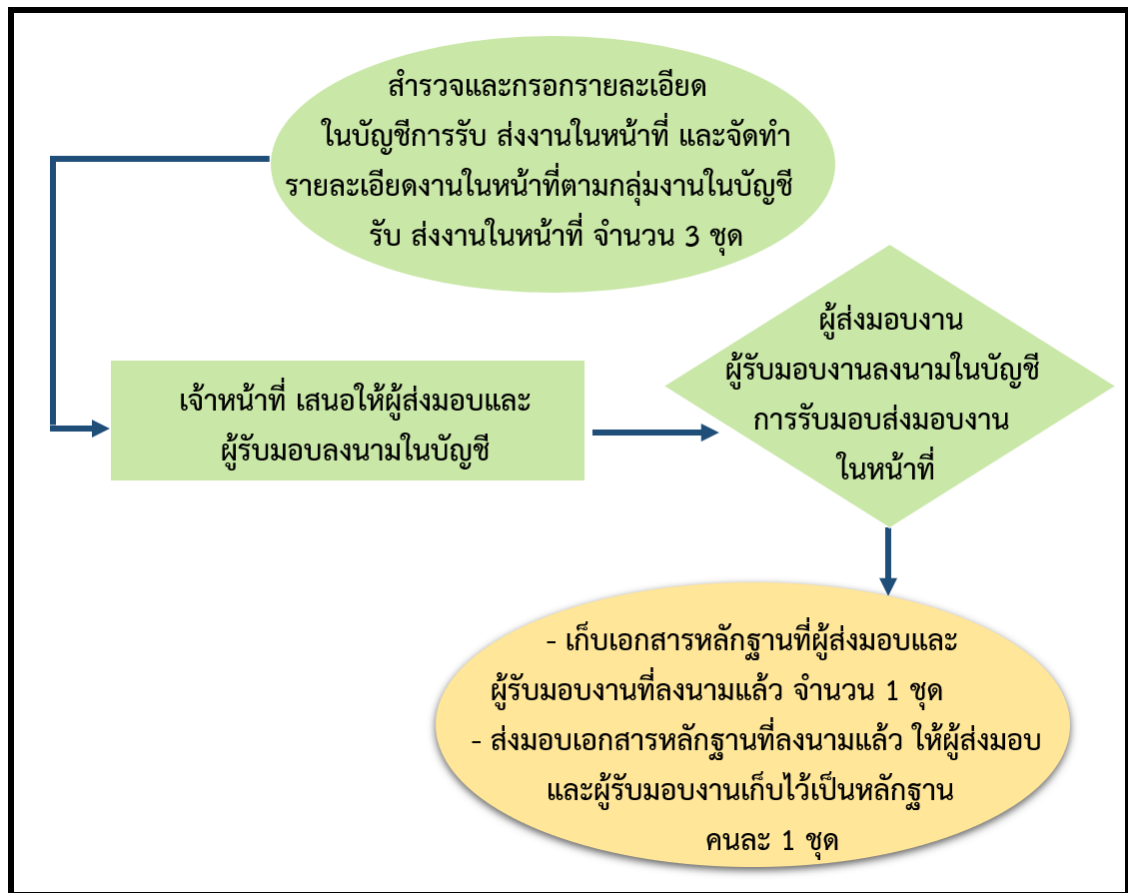 สำรวจและกรอกรายละเอียด
ในบัญชีการรับ ส่งงานในหน้าที่ และจัดทำ
รายละเอียดงานในหน้าที่ตามกลุ่มงานในบัญชี
รับ ส่งงานในหน้าที่ จำนวน 3 ชุด
เจ้าหน้าที่ เสนอให้ผู้ส่งมอบและ
ผู้รับมอบลงนามในบัญชี
ผู้ส่งมอบงาน
ผู้รับมอบงานลงนามในบัญชี
การรับมอบส่งมอบงาน
ในหน้าที่
- เก็บเอกสารหลักฐานที่ผู้ส่งมอบและ
ผู้รับมอบงานที่ลงนามแล้ว จำนวน 1 ชุด
- ส่งมอบเอกสารหลักฐานที่ลงนามแล้ว ให้ผู้ส่งมอบ
และผู้รับมอบงานเก็บไว้เป็นหลักฐาน
คนละ 1 ชุด